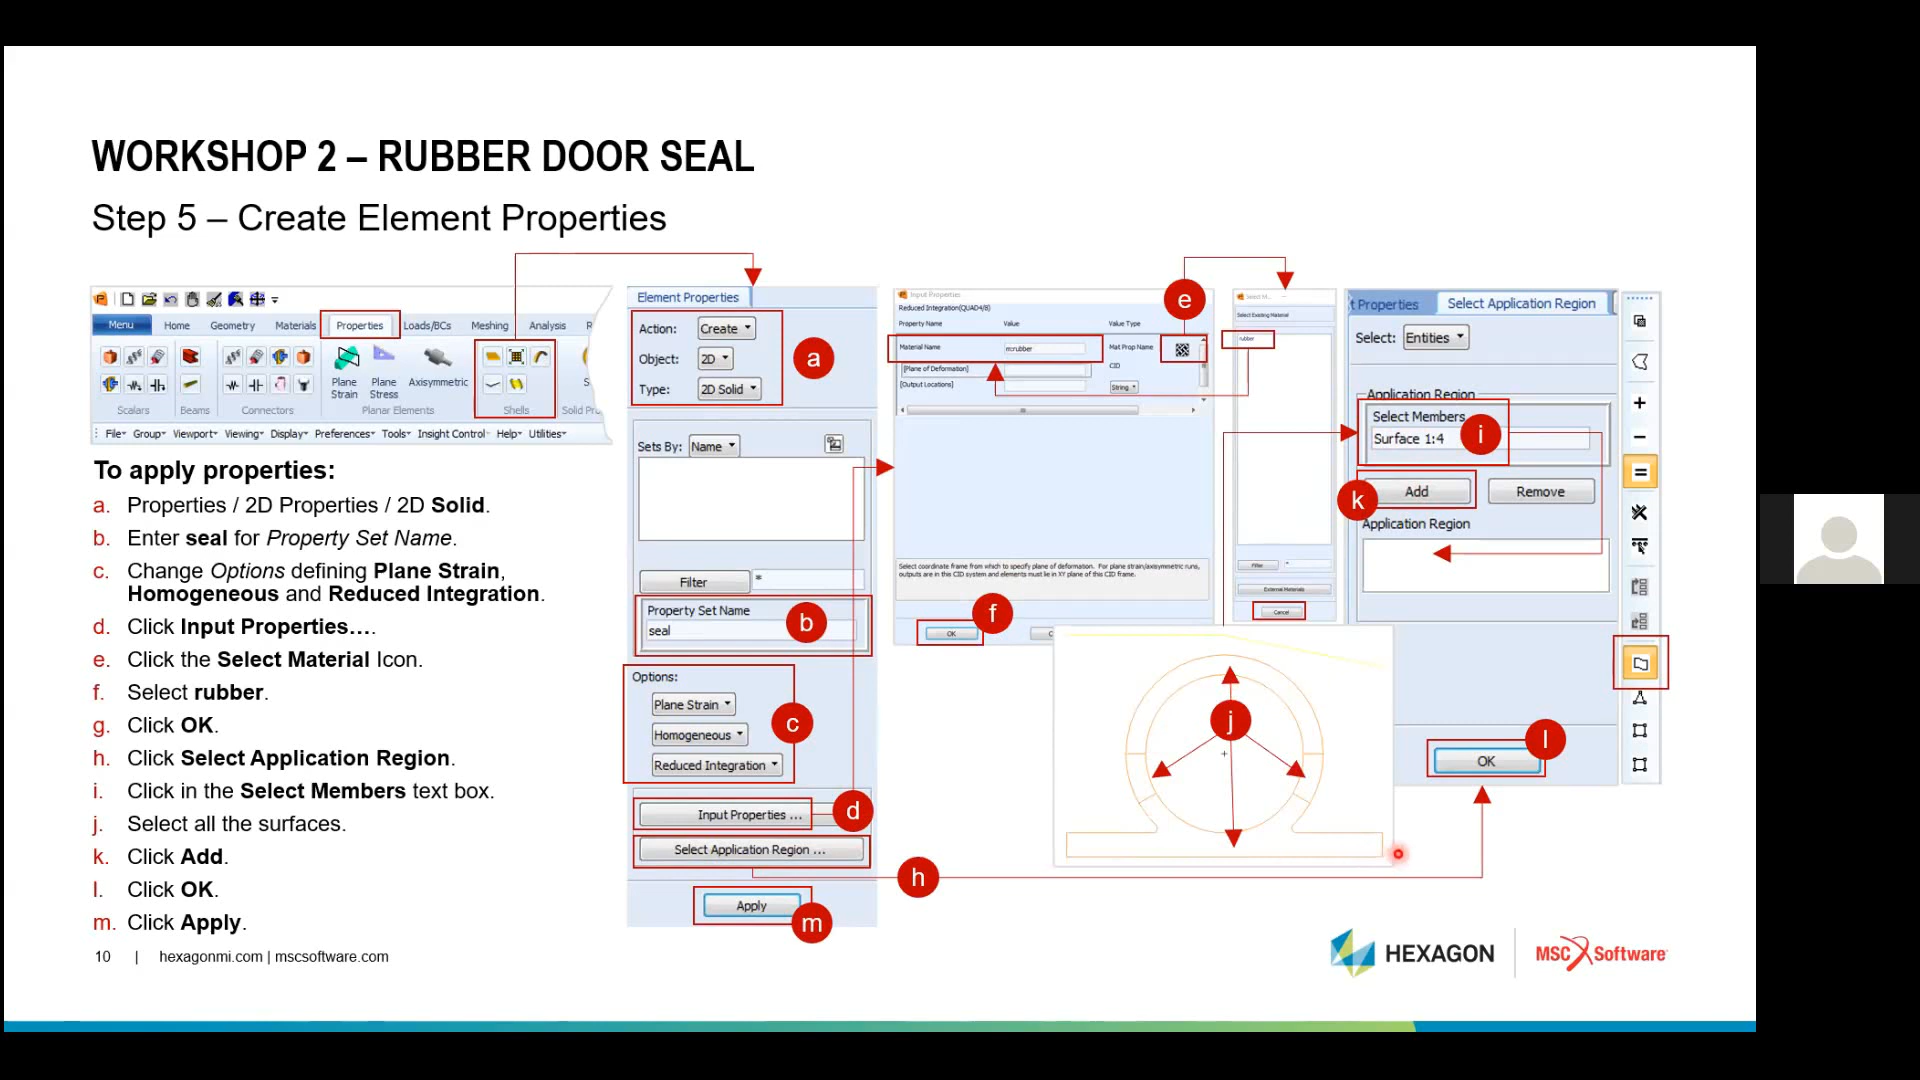 WORKSHOP 2 – RUBBER DOOR SEAL
Step 5 – Create Element Properties
Menu Home Geometry Materials Properties Loads/BCs Meshing Analysis R
Plane Strain
Plane Stress
Axisymmetric
Scalars Beams Connectors Planar Elements Shells Solid Pro
File Group Viewport Viewing Display Preferences Tools Insight Control Help Utilities
To apply properties:
a. Properties / 2D Properties / 2D Solid.
b. Enter seal for Property Set Name.
c. Change Options defining Plane Strain,
Homogeneous and Reduced Integration.
d. Click Input Properties….
e. Click the Select Material Icon.
f. Select rubber.
g. Click OK.
h. Click Select Application Region.
i. Click in the Select Members text box.
j. Select all the surfaces.
k. Click Add.
l. Click OK.
m. Click Apply.
Element Properties
Action: Create
Object: 2D
Type: 2D Solid
a
Sets By: Name
Filter *
Property Set Name
seal
b
Options:
Plane Strain
Homogeneous
Reduced Integration
c
Input Properties ...
d
Select Application Region ...
h
Apply
m
Input Properties
Reduced Integration(QUAD4/8)
Property Name Value Value Type
Material Name m:rubber Mat Prop Name
[Plane of Deformation] CID
[Output Locations] String
Select coordinate frame from which to specify plane of deformation. For plane strain/axisymmetric runs,
outputs are in the CID system and elements must lie in XY plane of this CID frame.
OK
f
e
Select Existing Material
rubber
Filter *
External Materials
Cancel
j
t Properties Select Application Region
Select: Entities
Application Region
Select Members
Surface 1:4
i
k
Add Remove
Application Region
OK
l
10 | hexagonmi.com | mscsoftware.com
HEXAGON
MSC Software